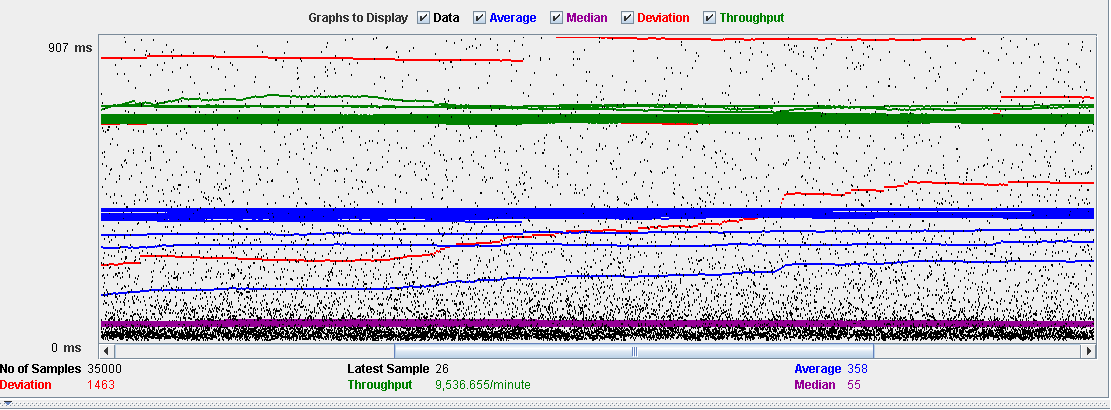 Graphs to Display Data Average Median Deviation Throughput
907 ms
0 ms
No of Samples 35000 Latest Sample 26 Average 358
Deviation 1463 Throughput 9,536.655/minute Median 55